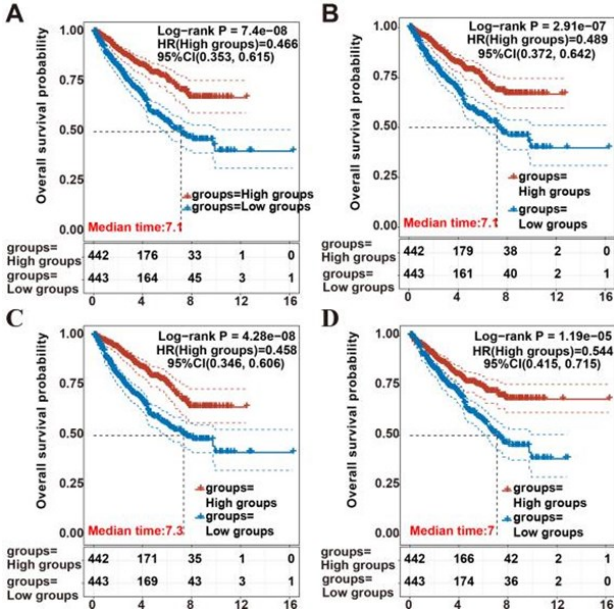 A
Log-rank P = 7.4e-08
HR(High groups)=0.466
95%CI(0.353, 0.615)
Overall survival probability
1.00
0.75
0.50
0.25
0.00
groups=High groups
groups=Low groups
Median time:7.1
groups=
High groups
442 176 33 1 0
groups=
Low groups
443 164 45 3 1
0 4 8 12 16
B
Log-rank P = 2.91e-07
HR(High groups)=0.489
95%CI(0.372, 0.642)
Overall survival probability
1.00
0.75
0.50
0.25
0.00
groups=
High groups
groups=
Low groups
Median time:7.1
groups=
High groups
442 179 38 2 0
groups=
Low groups
443 161 40 2 1
0 4 8 12 16
C
Log-rank P = 4.28e-08
HR(High groups)=0.458
95%CI(0.346, 0.606)
Overall survival probability
1.00
0.75
0.50
0.25
0.00
groups=
High groups
groups=
Low groups
Median time:7.3
groups=
High groups
442 171 35 1 0
groups=
Low groups
443 169 43 3 1
0 4 8 12 16
D
Log-rank P = 1.19e-05
HR(High groups)=0.544
95%CI(0.415, 0.715)
Overall survival probability
1.00
0.75
0.50
0.25
0.00
groups=
High groups
groups=
Low groups
Median time:7
groups=
High groups
442 166 42 2 1
groups=
Low groups
443 174 36 2 0
0 4 8 12 16